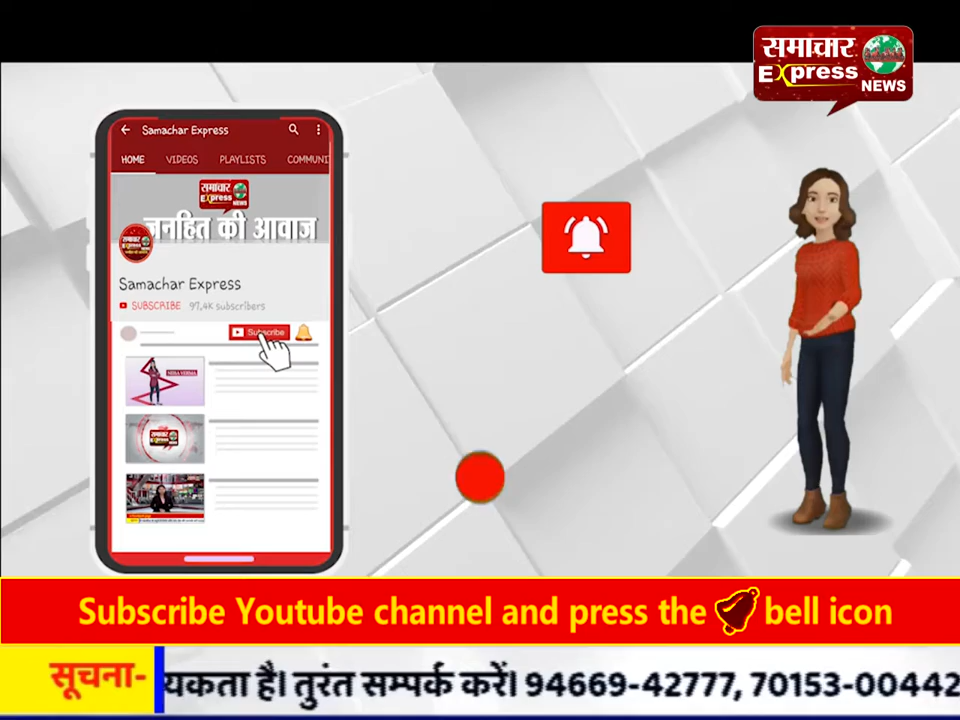 समाचार
Express
NEWS
Samachar Express
HOME VIDEOS PLAYLISTS COMMUNI
समाचार
Express
NEWS
जनहित की आवाज
Samachar Express
SUBSCRIBE 97.4K subscribers
Subscribe
Subscribe Youtube channel and press the bell icon
सूचना- यकता है। तुरंत सम्पर्क करें। 94669-42777, 70153-00442